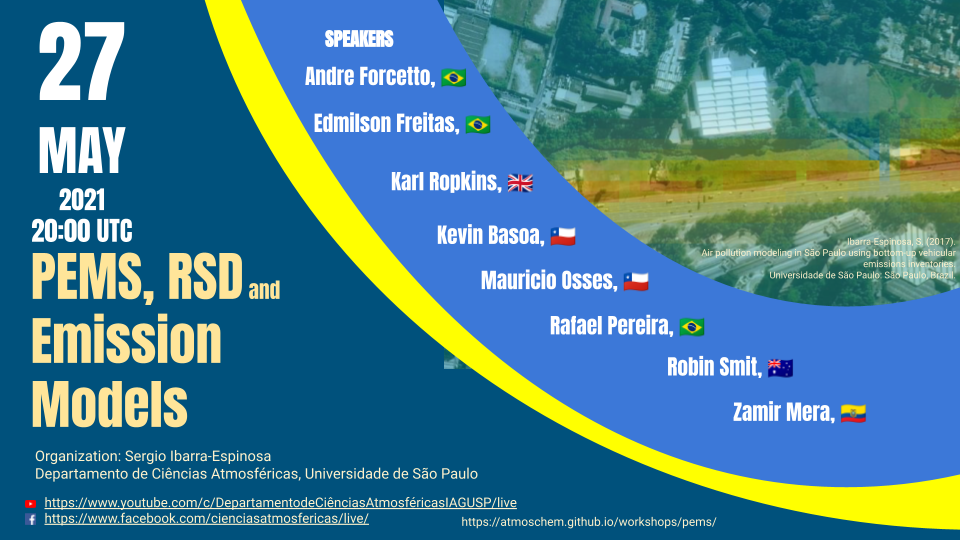 27
MAY
2021
20:00 UTC
PEMS, RSD and
Emission
Models
Organization: Sergio Ibarra-Espinosa
Departamento de Ciências Atmosféricas, Universidade de São Paulo
https://www.youtube.com/c/DepartamentodeCiênciasAtmosféricasIAGUSP/live
https://www.facebook.com/cienciasatmosfericas/live/
https://atmoschem.github.io/workshops/pems/
SPEAKERS
Andre Forcetto,
Edmilson Freitas,
Karl Ropkins,
Kevin Basoa,
Mauricio Osses,
Rafael Pereira,
Robin Smit,
Zamir Mera,
Ibarra Espinosa, S. (2017).
Air pollution modeling in São Paulo using bottom-up vehicular
emissions inventories.
Universidade de São Paulo: São Paulo, Brazil.